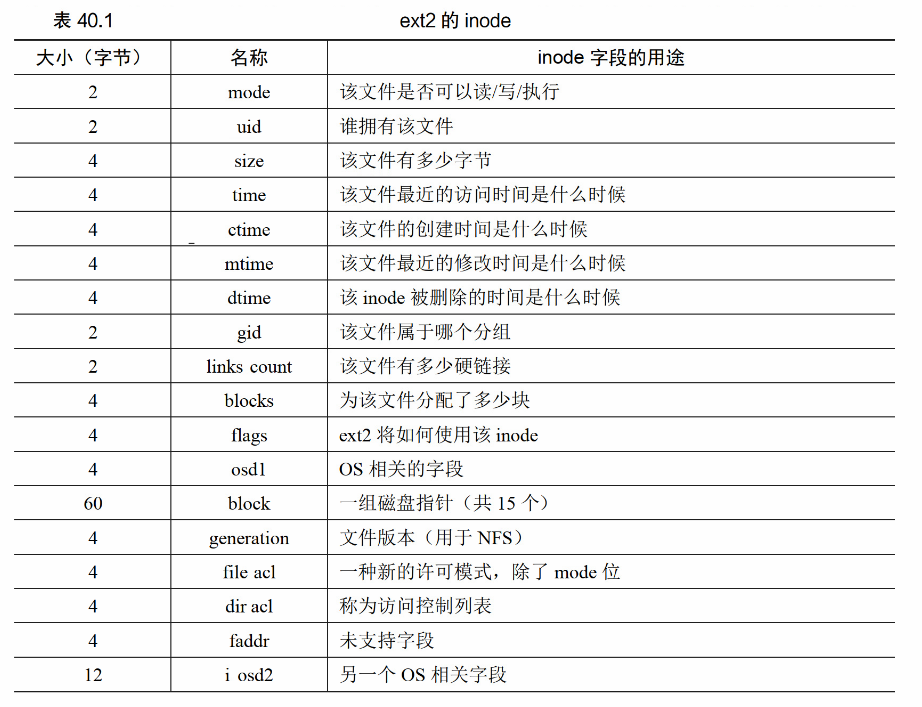 表 40.1 ext2 的 inode
大小（字节） 名称 inode 字段的用途
2 mode 该文件是否可以读/写/执行
2 uid 谁拥有该文件
4 size 该文件有多少字节
4 time 该文件最近的访问时间是什么时候
4 ctime 该文件的创建时间是什么时候
4 mtime 该文件最近的修改时间是什么时候
4 dtime 该 inode 被删除的时间是什么时候
2 gid 该文件属于哪个分组
2 links count 该文件有多少硬链接
4 blocks 为该文件分配了多少块
4 flags ext2 将如何使用该 inode
4 osd1 OS 相关的字段
60 block 一组磁盘指针（共 15 个）
4 generation 文件版本（用于 NFS）
4 file acl 一种新的许可模式，除了 mode 位
4 dir acl 称为访问控制列表
4 faddr 未支持字段
12 i osd2 另一个 OS 相关字段